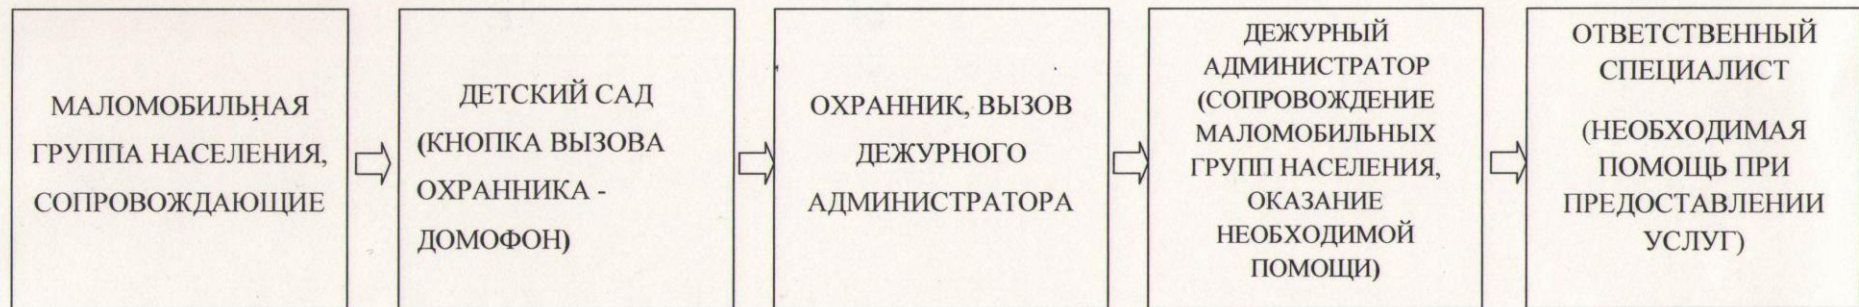 МАЛОМОБИЛЬНАЯ
ГРУППА НАСЕЛЕНИЯ,
СОПРОВОЖДАЮЩИЕ
ДЕТСКИЙ САД
(КНОПКА ВЫЗОВА
ОХРАННИКА -
ДОМОФОН)
ОХРАННИК, ВЫЗОВ
ДЕЖУРНОГО
АДМИНИСТРАТОРА
ДЕЖУРНЫЙ
АДМИНИСТРАТОР
(СОПРОВОЖДЕНИЕ
МАЛОМОБИЛЬНЫХ
ГРУПП НАСЕЛЕНИЯ,
ОКАЗАНИЕ
НЕОБХОДИМОЙ
ПОМОЩИ)
ОТВЕТСТВЕННЫЙ
СПЕЦИАЛИСТ
(НЕОБХОДИМАЯ
ПОМОЩЬ ПРИ
ПРЕДОСТАВЛЕНИИ
УСЛУГ)